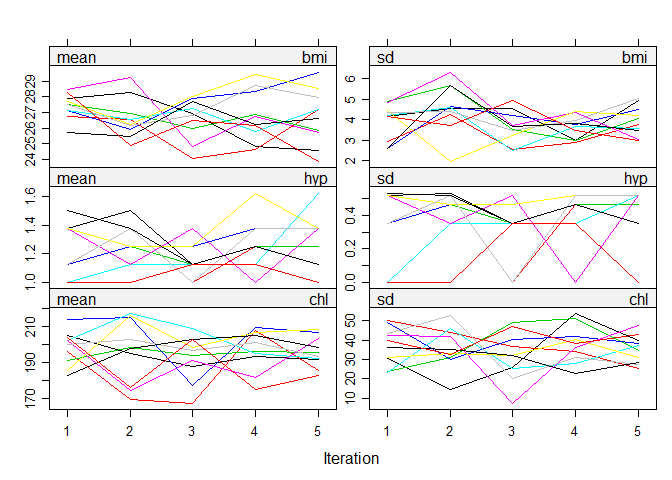 mean bmi sd bmi
24 25 26 27 28 29
2 3 4 5 6
mean hyp sd hyp
1.0 1.2 1.4 1.6
0.0 0.2 0.4
mean chl sd chl
170 190 210
10 20 30 40 50
1 2 3 4 5 1 2 3 4 5
Iteration